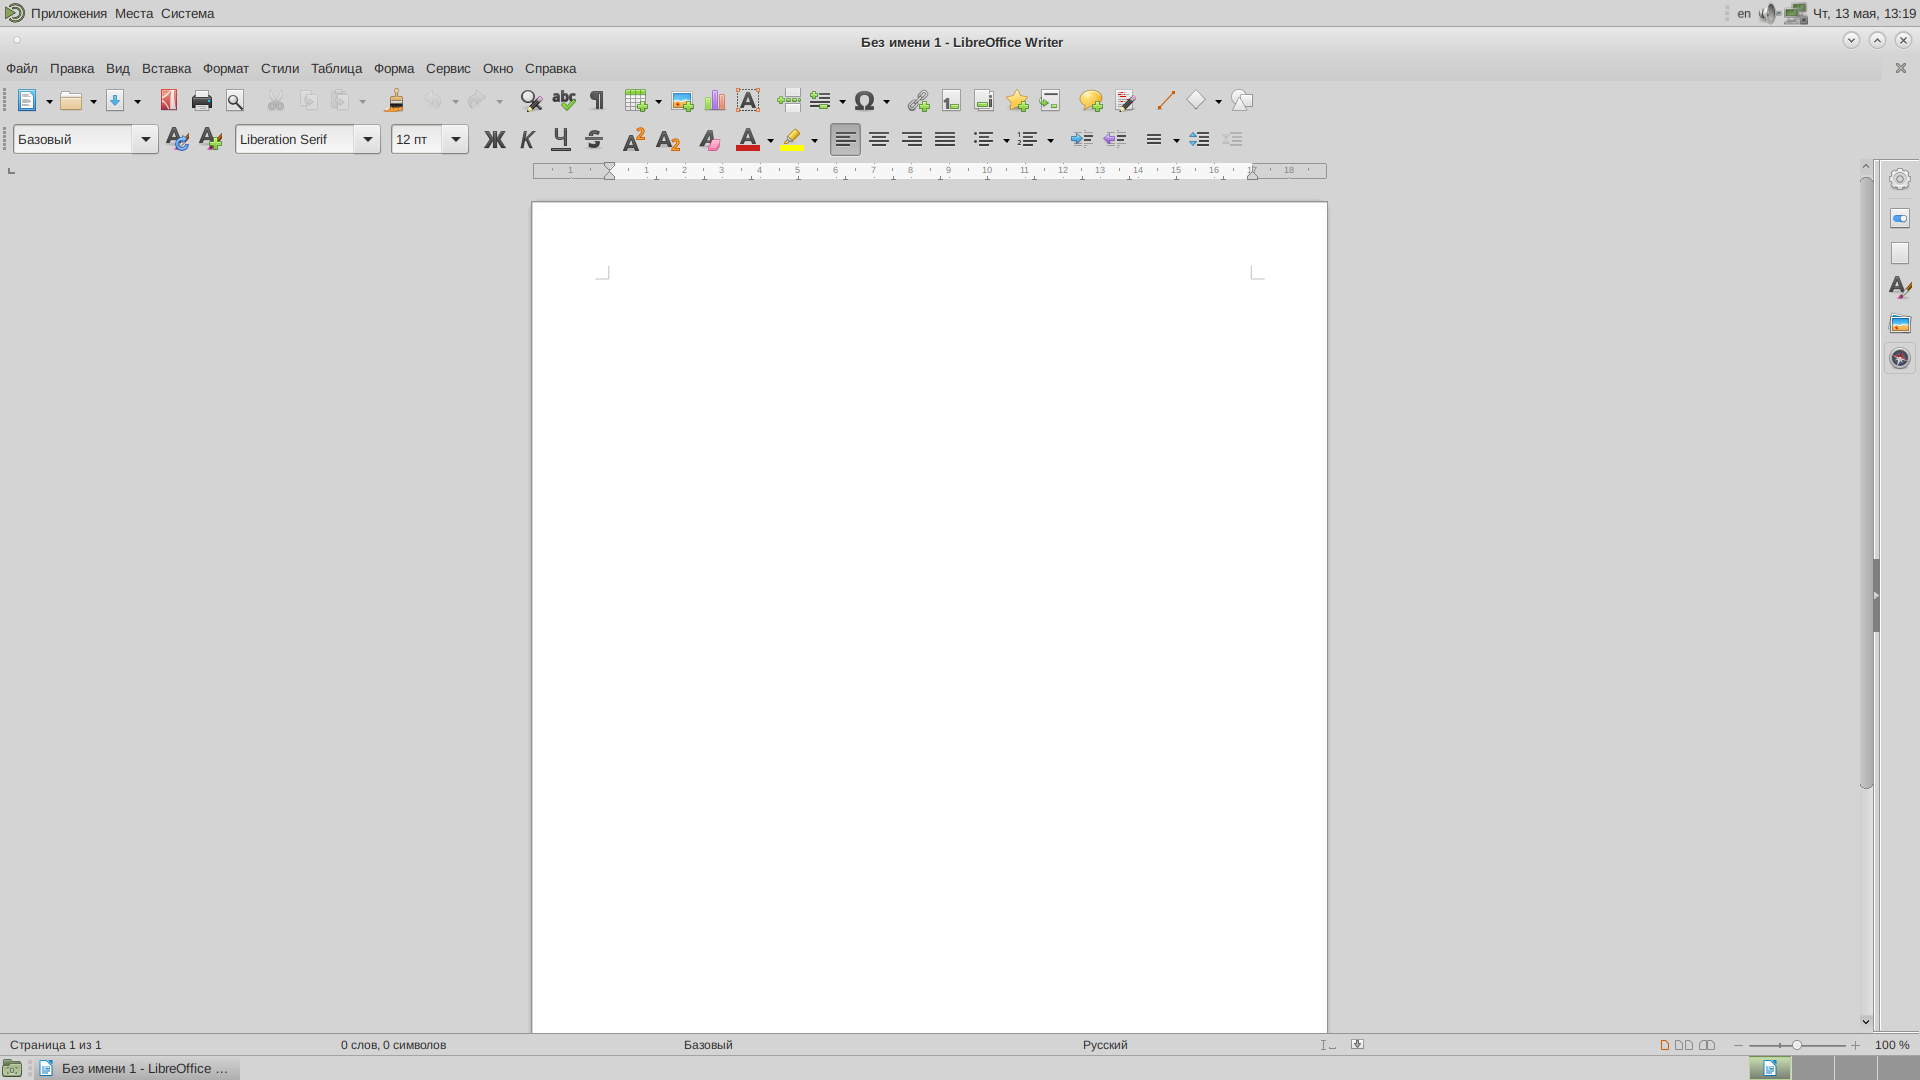 Приложения Места Система en Чт, 13 мая, 13:19
Без имени 1 - LibreOffice Writer
Файл Правка Вид Вставка Формат Стили Таблица Форма Сервис Окно Справка
Базовый Liberation Serif 12 пт Ж К Ч S
1 1 2 3 4 5 6 7 8 9 10 11 12 13 14 15 16 17 18
Страница 1 из 1 0 слов, 0 символов Базовый Русский 100 %
Без имени 1 - LibreOffice …